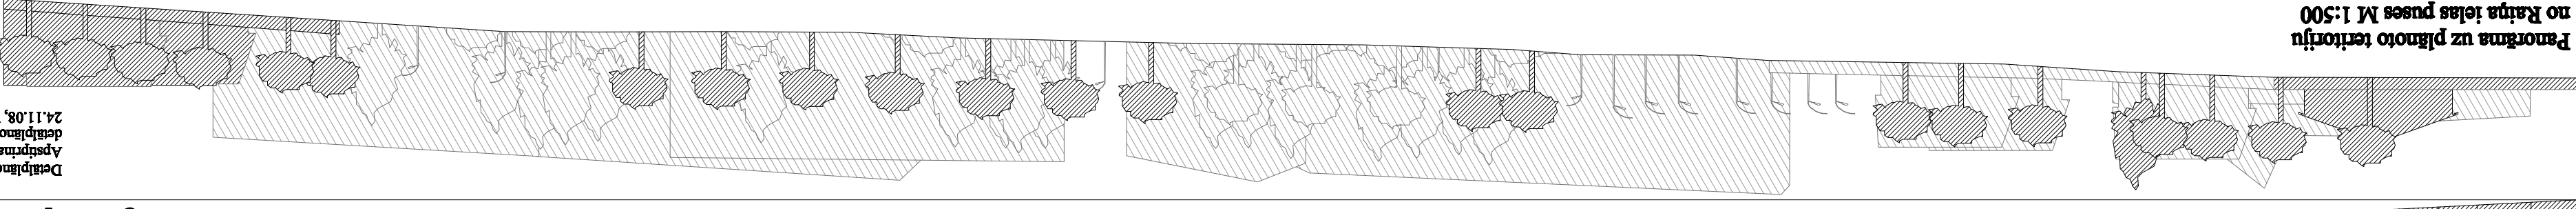 Panorāma uz plānoto teritoriju
no Raiņa ielas puses M 1:500
Detālplāno
Apstiprina
detālplāno
24.11.08,